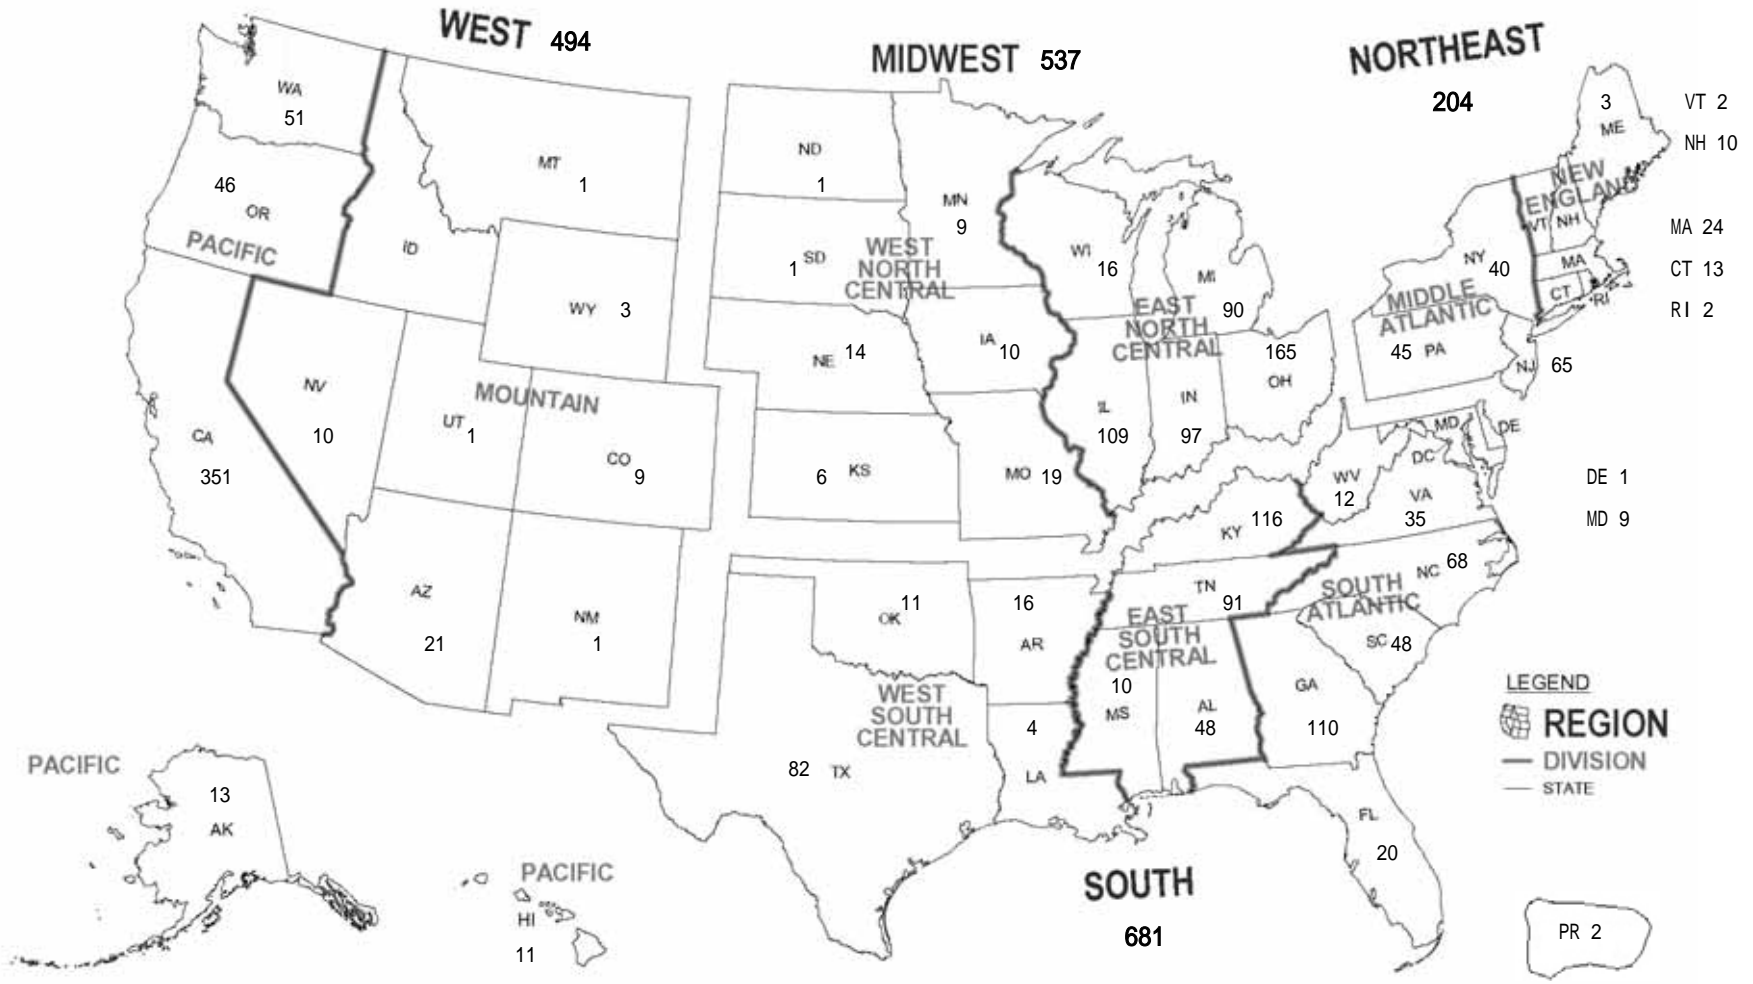 WEST 494
MIDWEST 537
NORTHEAST
204
WA
51
46
OR
PACIFIC
MT
1
ID
WY 3
NV
10
UT 1
MOUNTAIN
CO
9
CA
351
AZ
21
NM
1
ND
1
1 SD
MN
9
WEST
NORTH
CENTRAL
NE 14
IA 10
6 KS
MO 19
WI
16
MI
90
EAST
NORTH
CENTRAL
165
OH
IL
109
IN
97
3
ME
VT 2
NH 10
NEW
ENGLAND
VT NH
MA 24
NY 40
MA
CT 13
CT
RI
RI 2
MIDDLE
ATLANTIC
45 PA
NJ 65
MD
DE
DC
WV
12
VA
35
DE 1
MD 9
KY 116
TN
91
NC 68
SOUTH
ATLANTIC
SC 48
EAST
SOUTH
CENTRAL
10
MS
AL
48
GA
110
OK 11
16
AR
4
LA
WEST
SOUTH
CENTRAL
82 TX
FL
20
SOUTH
681
LEGEND
REGION
DIVISION
STATE
PACIFIC
13
AK
PACIFIC
HI
11
PR 2